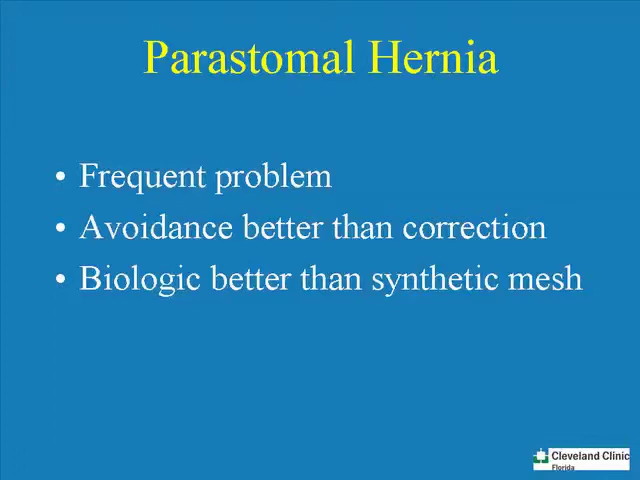 Parastomal Hernia
• Frequent problem
• Avoidance better than correction
• Biologic better than synthetic mesh
Cleveland Clinic
Florida